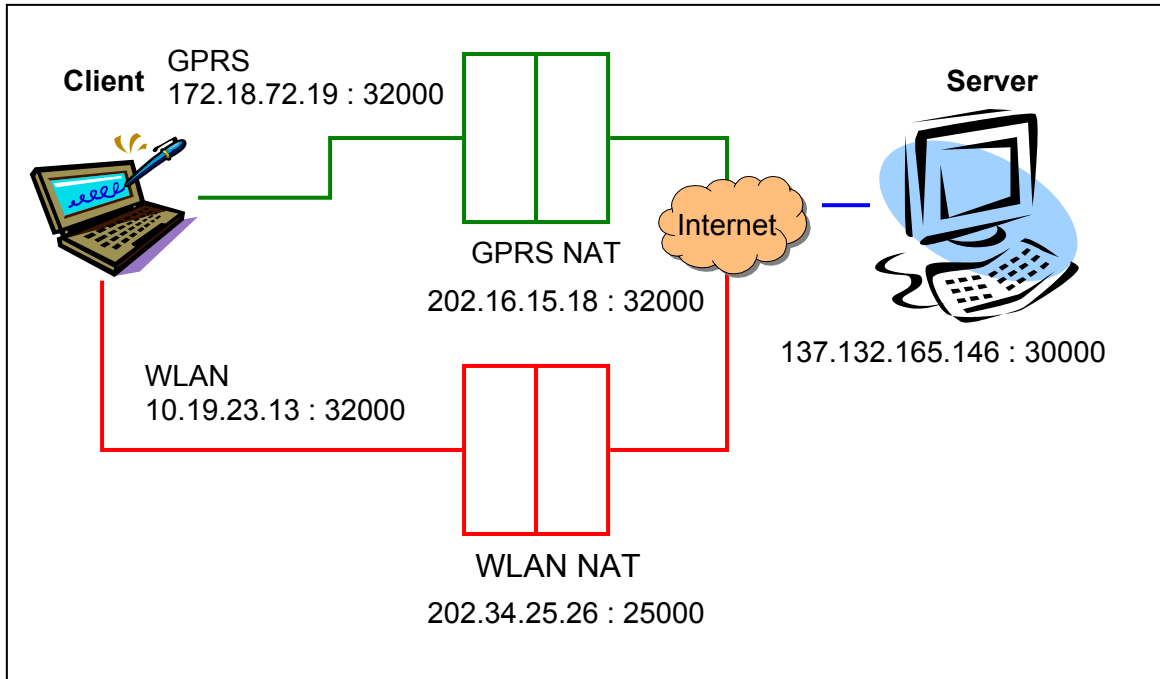 Client
GPRS
172.18.72.19 : 32000
Server
Internet
GPRS NAT
202.16.15.18 : 32000
137.132.165.146 : 30000
WLAN
10.19.23.13 : 32000
WLAN NAT
202.34.25.26 : 25000